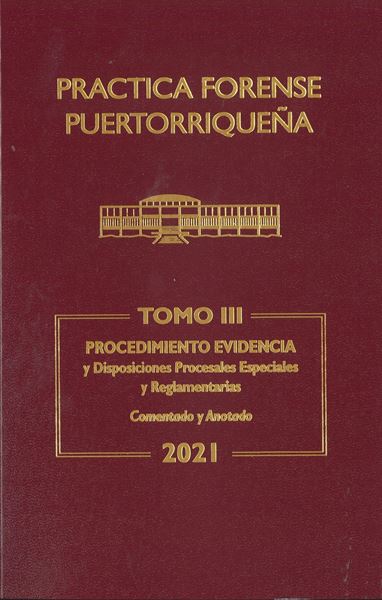 PRACTICA FORENSE
PUERTORRIQUEÑA
TOMO III
PROCEDIMIENTO EVIDENCIA
y Disposiciones Procesales Especiales
y Reglamentarias
Comentado y Anotado
2021